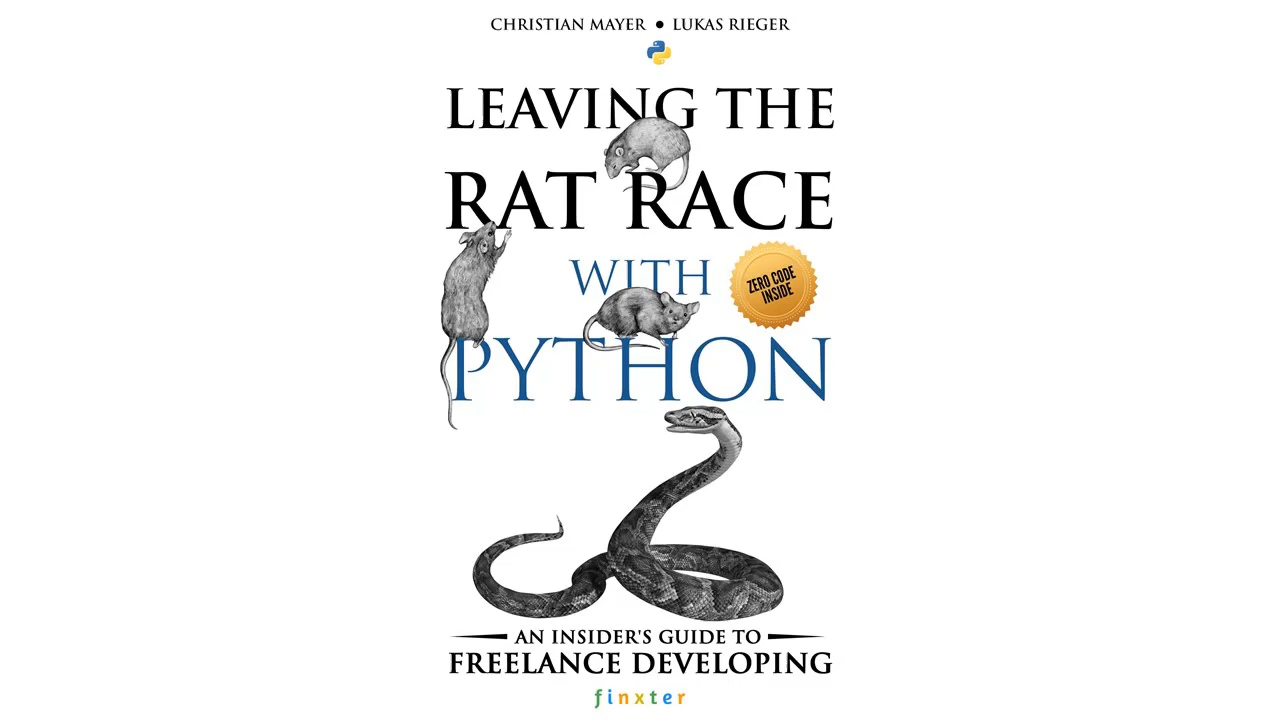 CHRISTIAN MAYER • LUKAS RIEGER
LEAVING THE
RAT RACE
WITH
ZERO CODE
INSIDE
PYTHON
AN INSIDER'S GUIDE TO
FREELANCE DEVELOPING
finxter